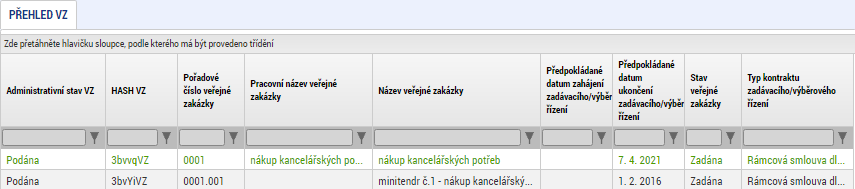 PŘEHLED VZ
Zde přetáhněte hlavičku sloupce, podle kterého má být provedeno třídění
Administrativní stav VZ
HASH VZ
Pořadové
číslo veřejné
zakázky
Pracovní název veřejné
zakázky
Název veřejné zakázky
Předpokládané
datum zahájení
zadávacího/výběr
řízení
Předpokládané
datum
ukončení
zadávacího/výběr
řízení
Stav
veřejné
zakázky
Typ kontraktu
zadávacího/výběrového
řízení
Podána 3bvvqVZ 0001 nákup kancelářských po... nákup kancelářských potřeb 7. 4. 2021 Zadána Rámcová smlouva dl...
Podána 3bvYiVZ 0001.001 minitendr č.1 - nákup kancelářský... 1. 2. 2016 Zadána Rámcová smlouva dl...